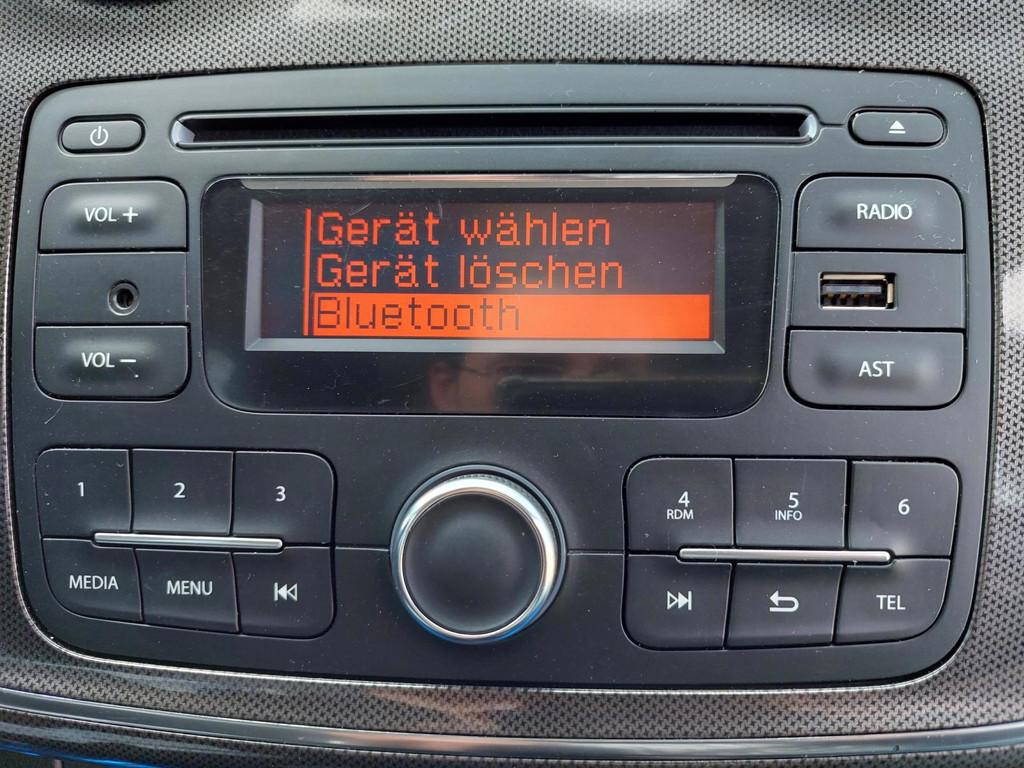 VOL +
RADIO
Gerät wählen
Gerät löschen
Bluetooth
VOL –
AST
1
2
3
4
RDM
5
INFO
6
MEDIA
MENU
TEL